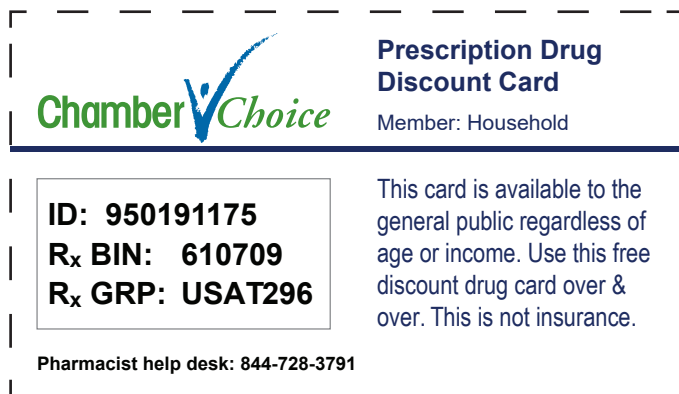 Chamber Choice
Prescription Drug
Discount Card
Member: Household
ID: 950191175
Rx BIN: 610709
Rx GRP: USAT296
Pharmacist help desk: 844-728-3791
This card is available to the
general public regardless of
age or income. Use this free
discount drug card over &
over. This is not insurance.